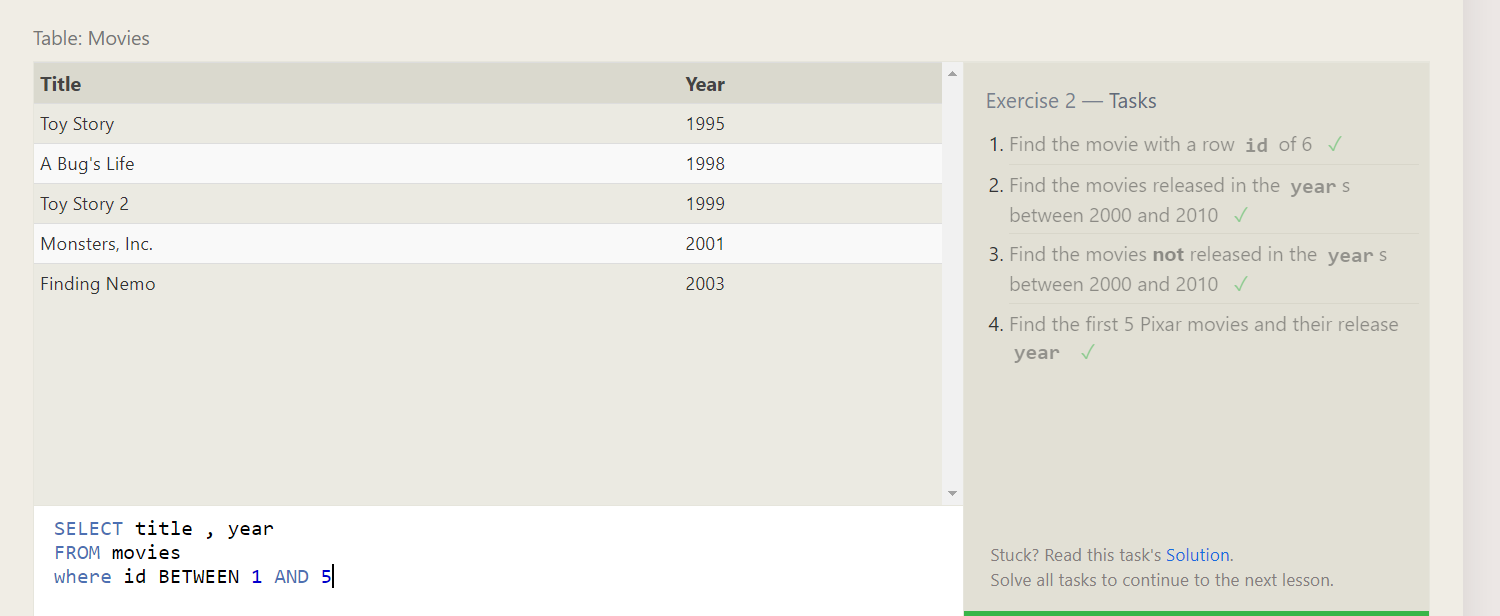 Table: Movies
Title Year
Toy Story 1995
A Bug's Life 1998
Toy Story 2 1999
Monsters, Inc. 2001
Finding Nemo 2003
SELECT title , year
FROM movies
where id BETWEEN 1 AND 5
Exercise 2 — Tasks
1. Find the movie with a row id of 6 ✓
2. Find the movies released in the year s
between 2000 and 2010 ✓
3. Find the movies not released in the year s
between 2000 and 2010 ✓
4. Find the first 5 Pixar movies and their release
year ✓
Stuck? Read this task's Solution.
Solve all tasks to continue to the next lesson.